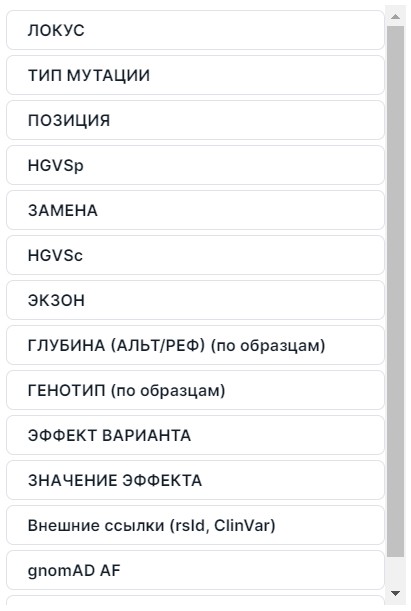 ЛОКУС
ТИП МУТАЦИИ
ПОЗИЦИЯ
HGVSp
ЗАМЕНА
HGVSc
ЭКЗОН
ГЛУБИНА (АЛЬТ/РЕФ) (по образцам)
ГЕНОТИП (по образцам)
ЭФФЕКТ ВАРИАНТА
ЗНАЧЕНИЕ ЭФФЕКТА
Внешние ссылки (rsId, ClinVar)
gnomAD AF